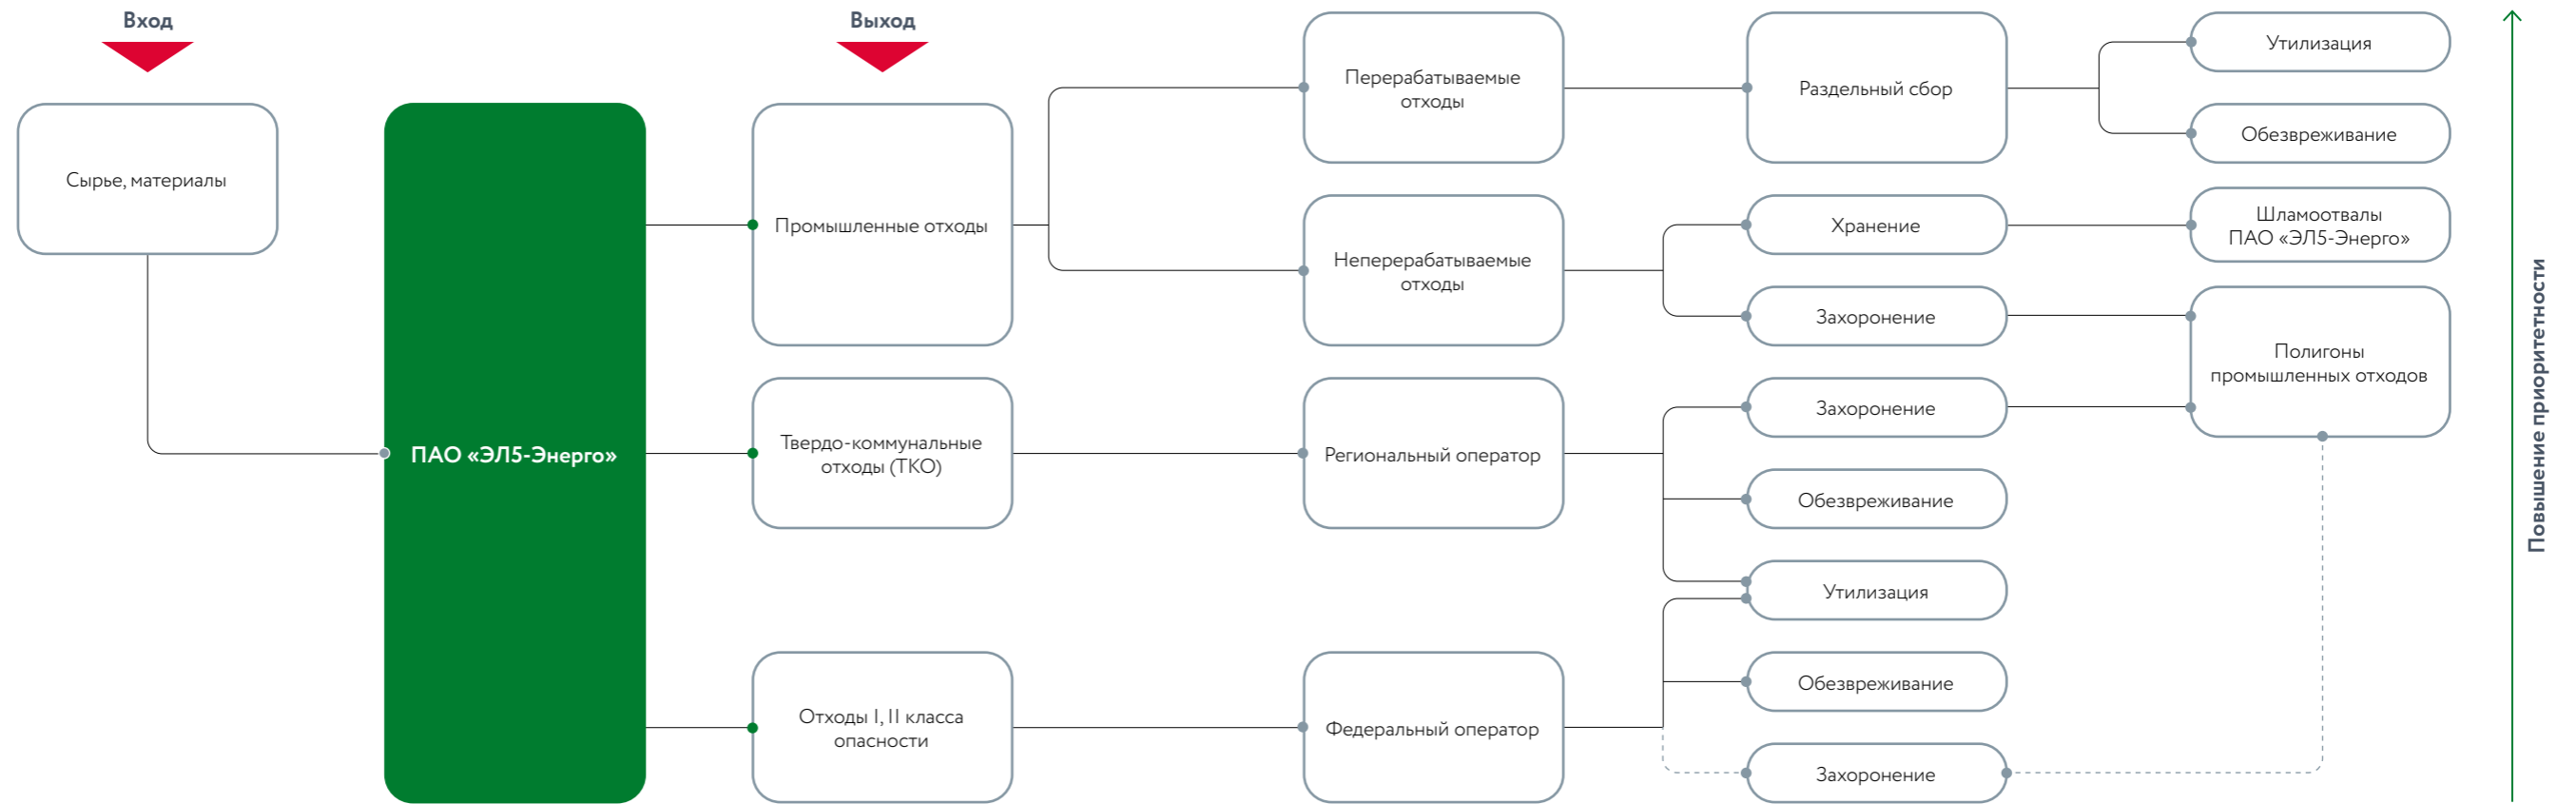 Вход
Выход
Сырье, материалы
ПАО «ЭЛ5-Энерго»
Промышленные отходы
Твердо-коммунальные
отходы (ТКО)
Отходы I, II класса
опасности
Перерабатываемые
отходы
Неперерабатываемые
отходы
Региональный оператор
Федеральный оператор
Раздельный сбор
Хранение
Захоронение
Захоронение
Обезвреживание
Утилизация
Обезвреживание
Захоронение
Утилизация
Обезвреживание
Шламоотвалы
ПАО «ЭЛ5-Энерго»
Полигоны
промышленных отходов
Повышение приоритетности